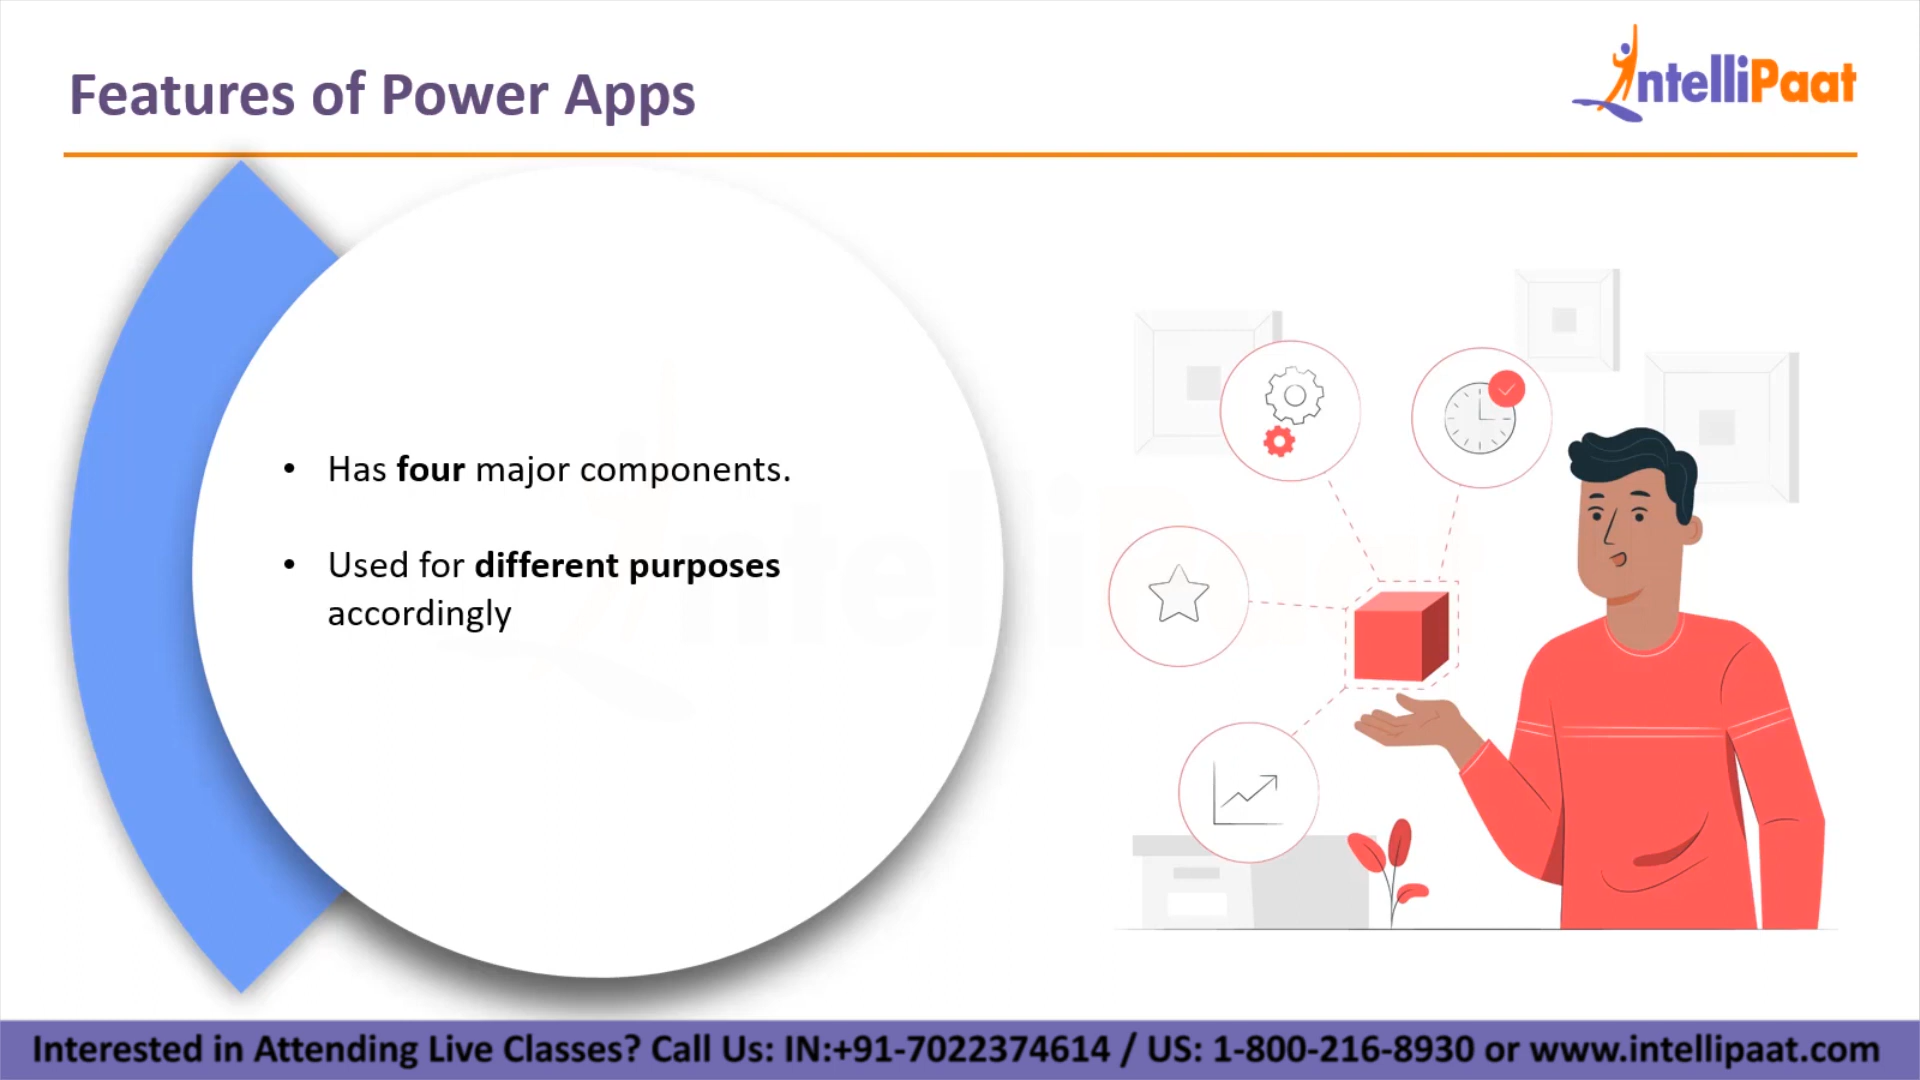 Features of Power Apps
IntelliPaat
• Has four major components.
• Used for different purposes
accordingly
Interested in Attending Live Classes? Call Us: IN:+91-7022374614 / US: 1-800-216-8930 or www.intellipaat.com